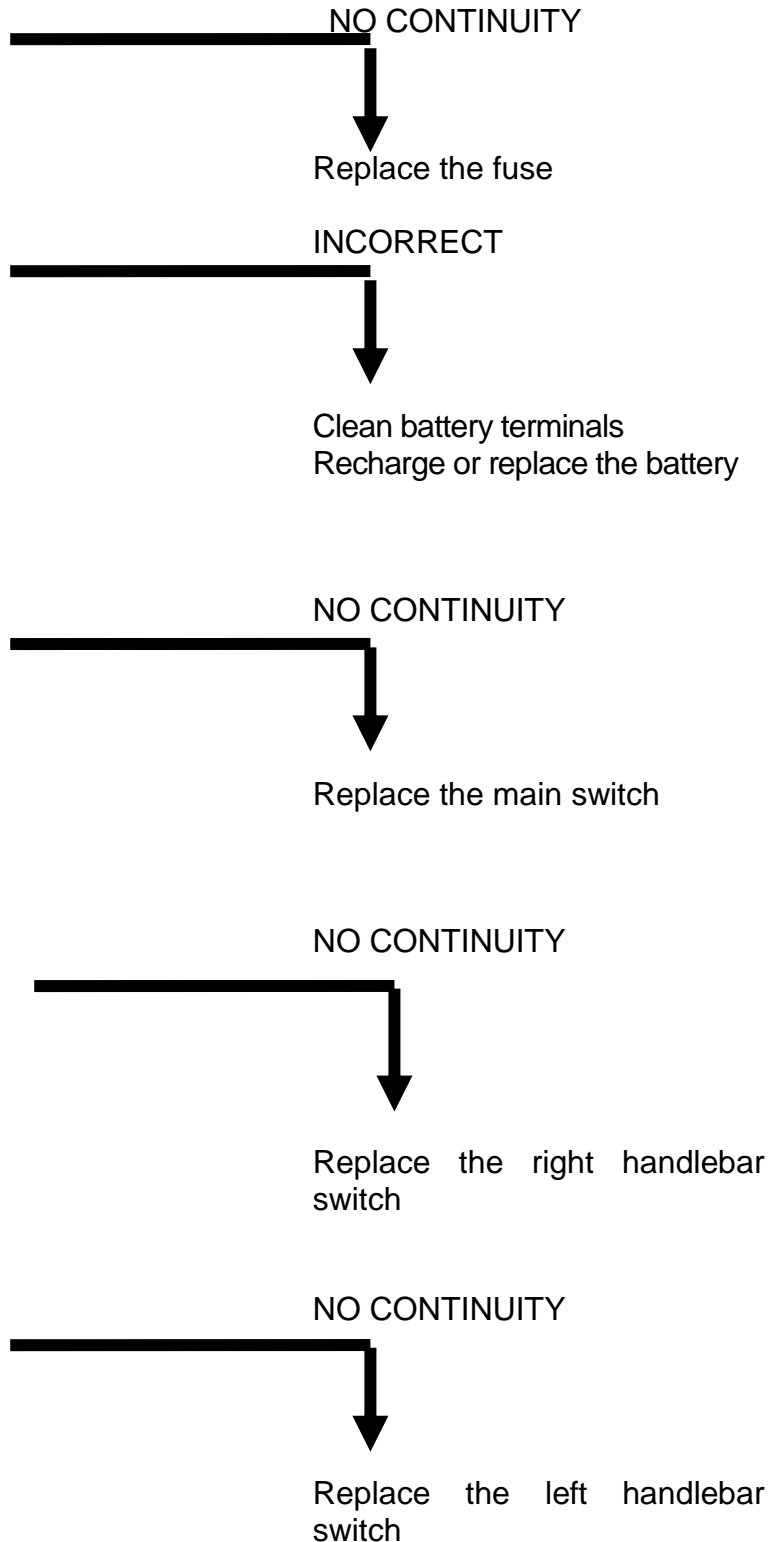 NO CONTINUITY
Replace the fuse
INCORRECT
Clean battery terminals
Recharge or replace the battery
NO CONTINUITY
Replace the main switch
NO CONTINUITY
Replace the right handlebar
switch
NO CONTINUITY
Replace the left handlebar
switch